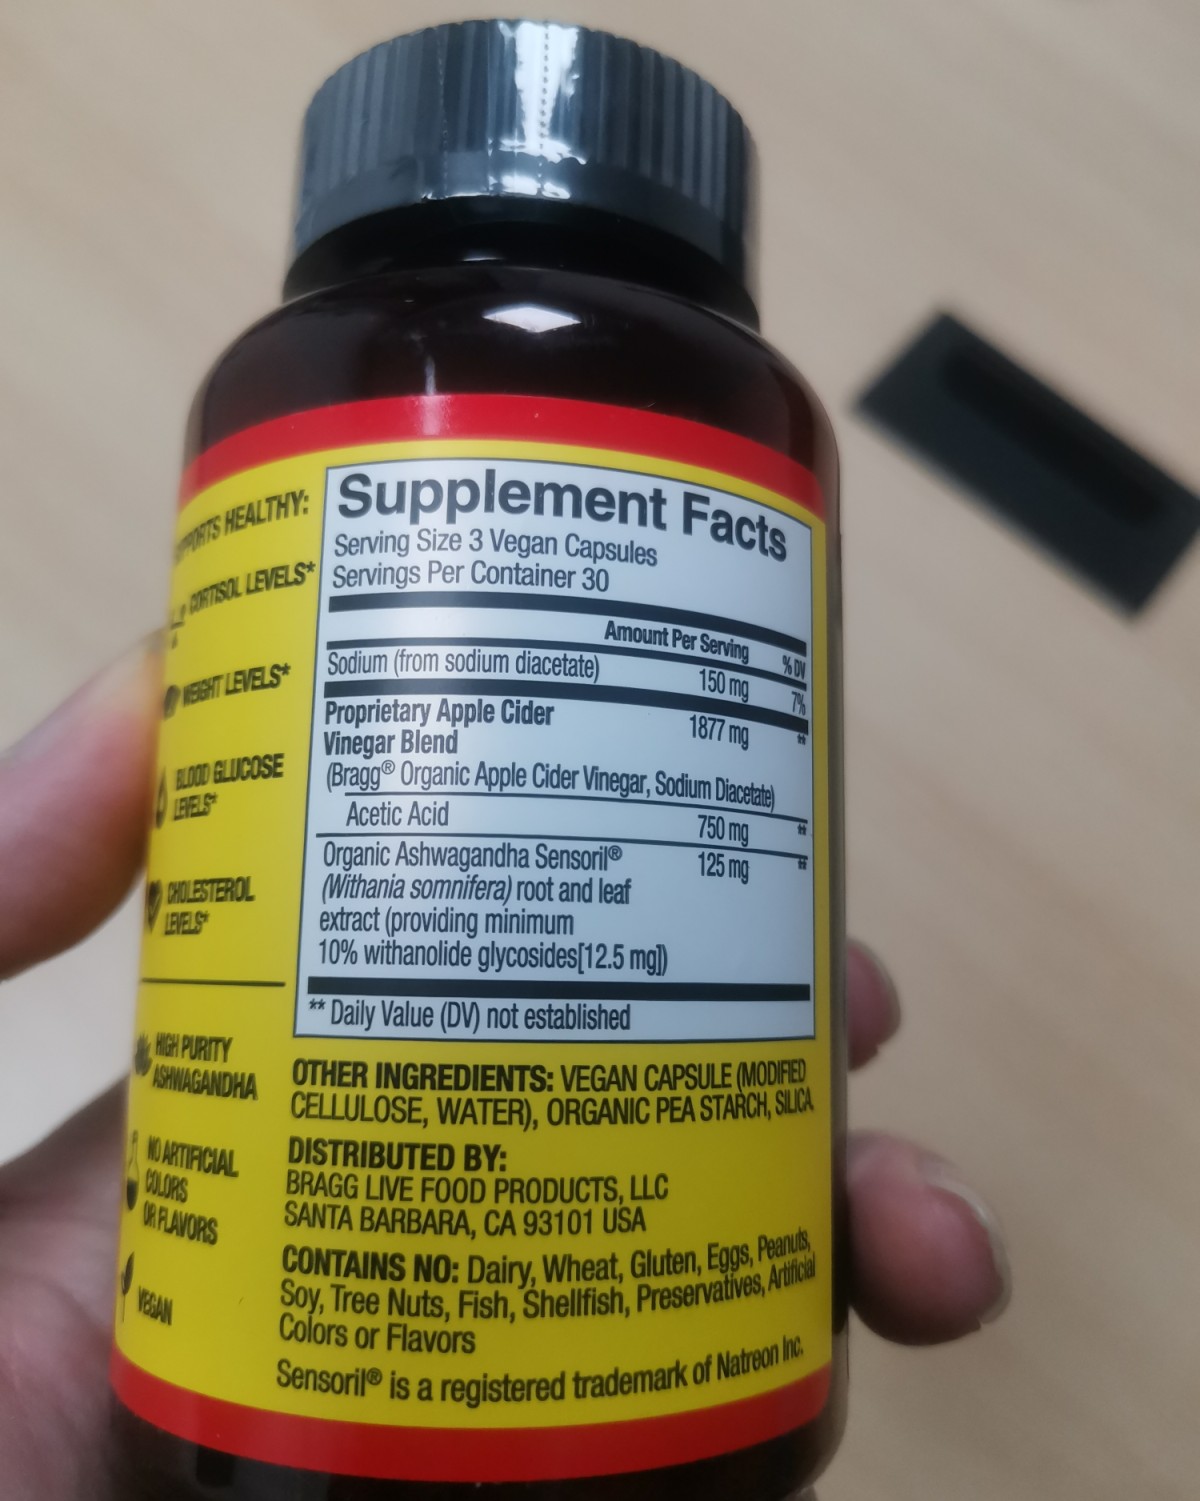 Supplement Facts
Serving Size 3 Vegan Capsules
Servings Per Container 30
Amount Per Serving % DV
Sodium (from sodium diacetate) 150 mg 7%
Proprietary Apple Cider 1877 mg **
Vinegar Blend
(Bragg® Organic Apple Cider Vinegar, Sodium Diacetate)
Acetic Acid 750 mg **
Organic Ashwagandha Sensoril® 125 mg **
(Withania somnifera) root and leaf
extract (providing minimum
10% withanolide glycosides[12.5 mg])
** Daily Value (DV) not established
OTHER INGREDIENTS: VEGAN CAPSULE (MODIFIED
CELLULOSE, WATER), ORGANIC PEA STARCH, SILICA
DISTRIBUTED BY:
BRAGG LIVE FOOD PRODUCTS, LLC
SANTA BARBARA, CA 93101 USA
CONTAINS NO: Dairy, Wheat, Gluten, Eggs, Peanuts,
Soy, Tree Nuts, Fish, Shellfish, Preservatives, Artificial
Colors or Flavors
Sensoril® is a registered trademark of Natreon Inc.
HEALTHY:
CORTISOL LEVELS*
WEIGHT LEVELS*
BLOOD GLUCOSE
LEVELS*
CHOLESTEROL
LEVELS*
HIGH PURITY
ASHWAGANDHA
NO ARTIFICIAL
COLORS
OR FLAVORS
VEGAN